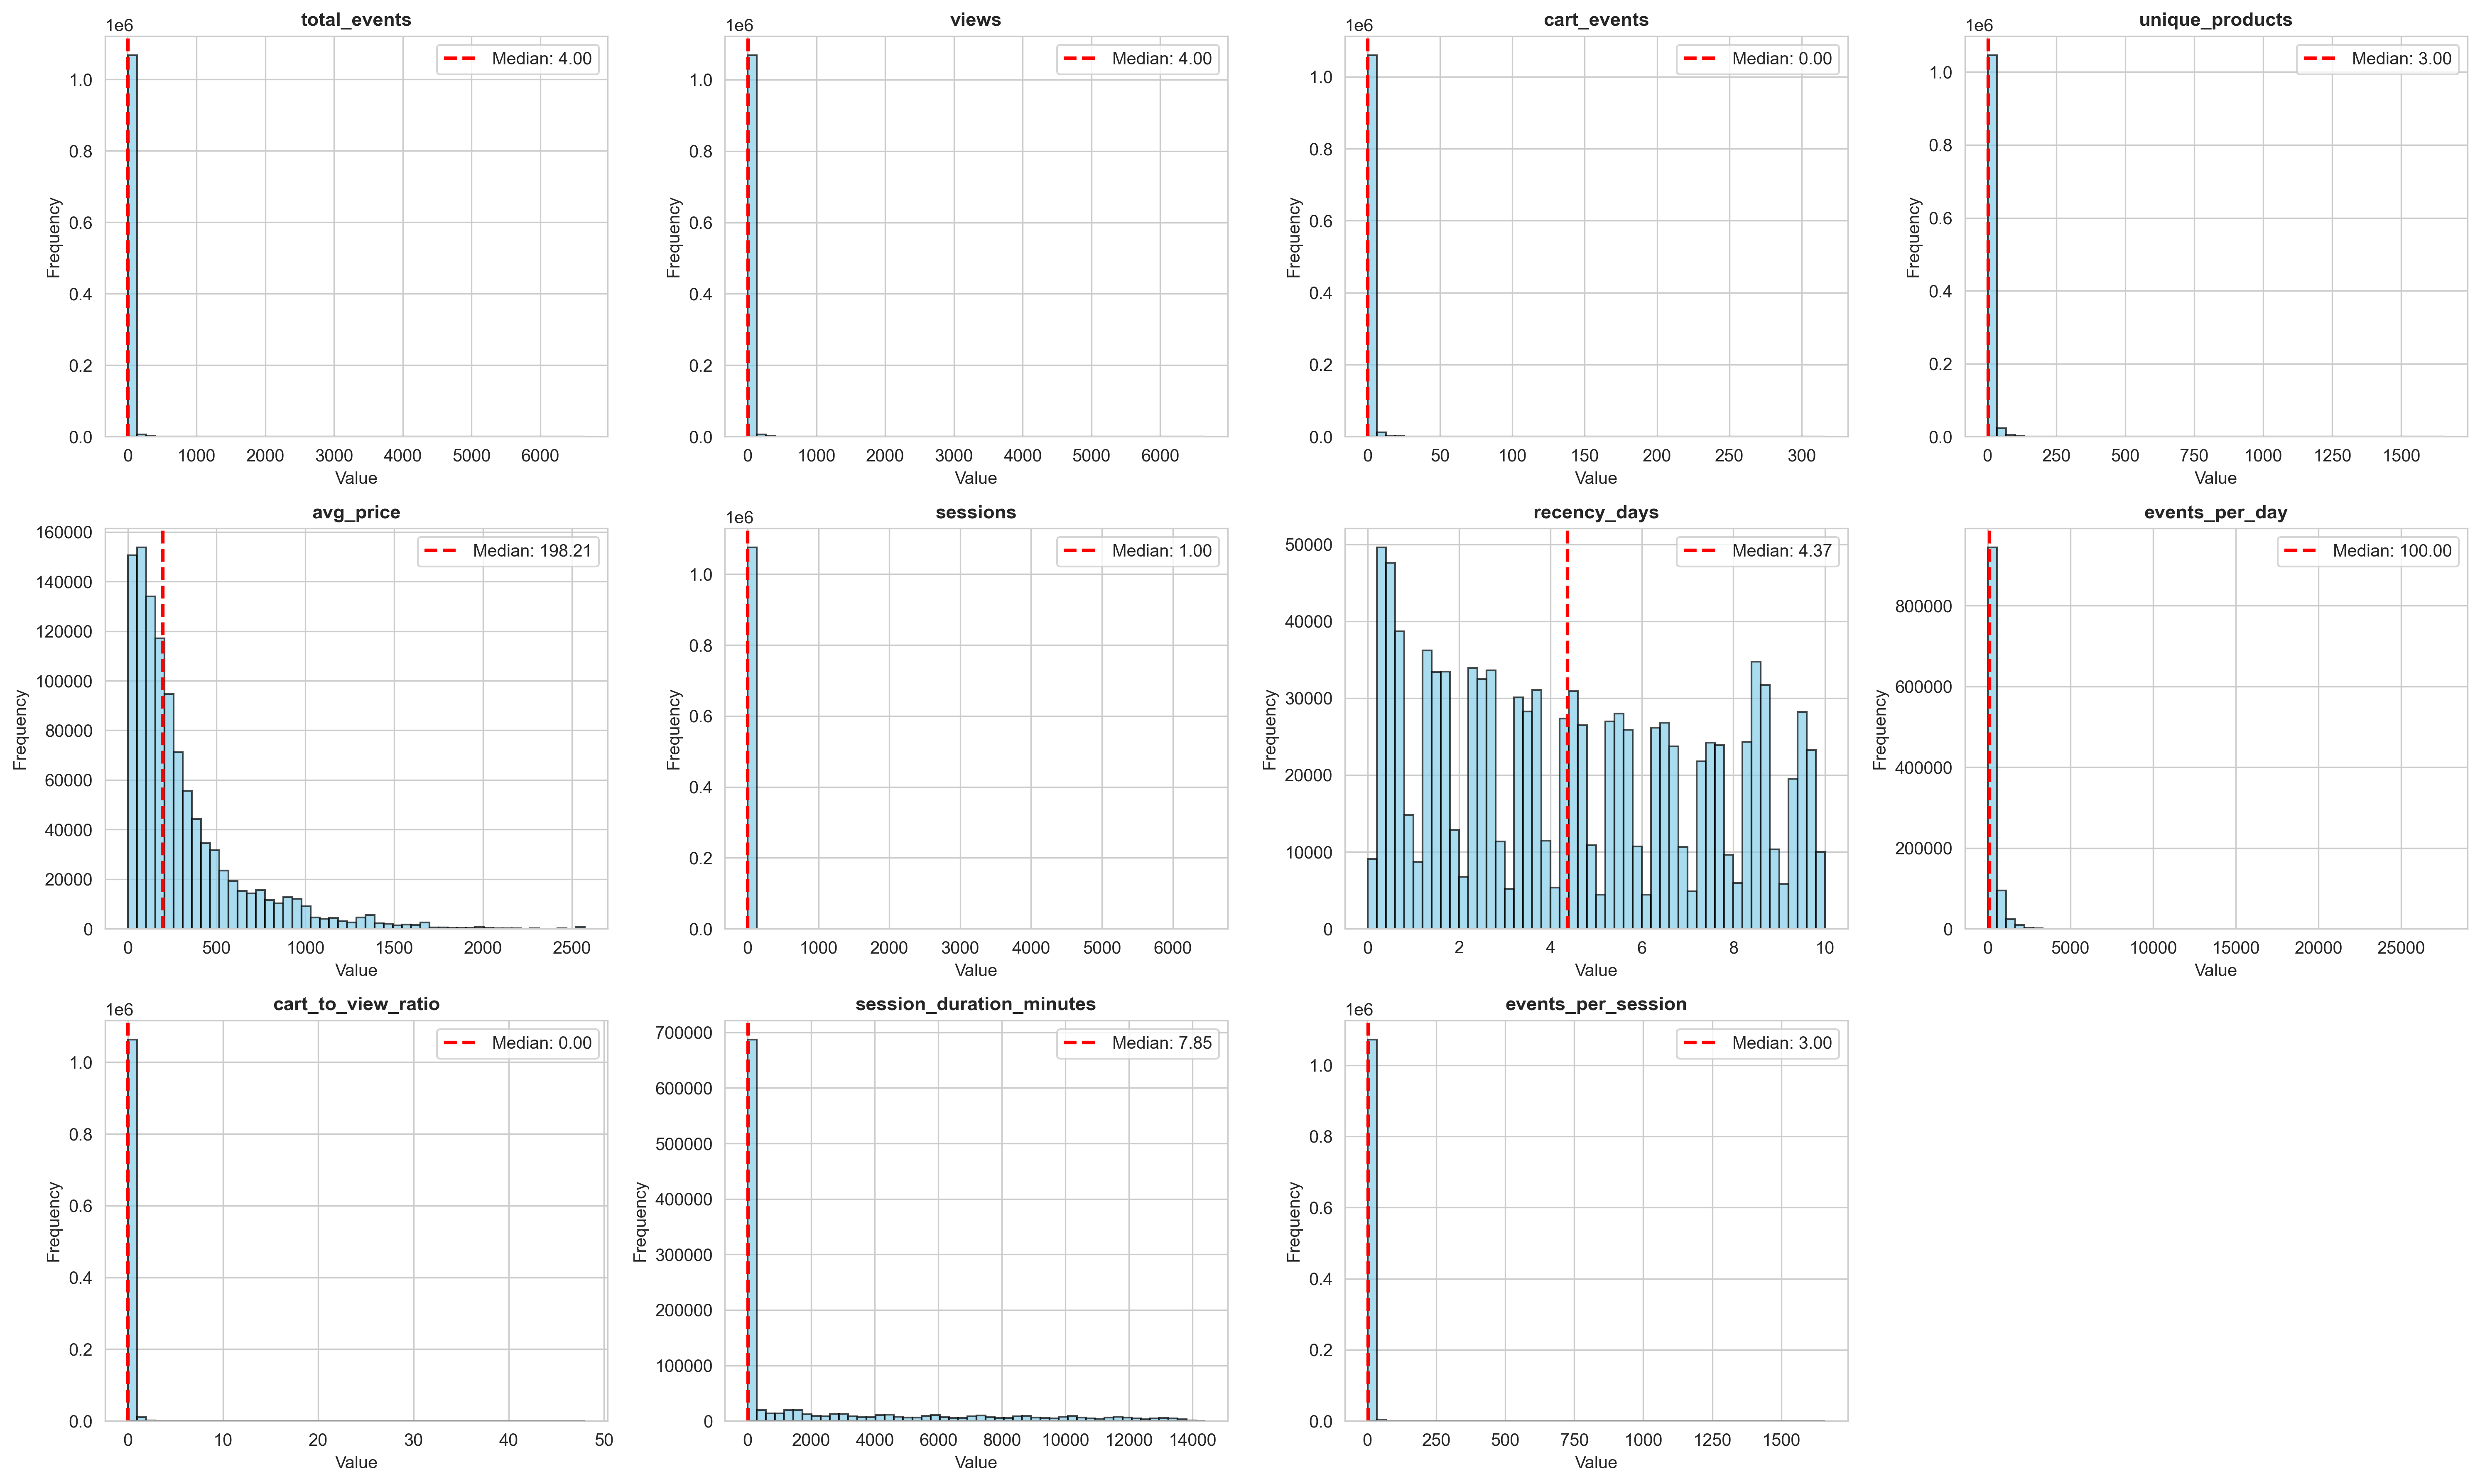 total_events
1e6
Median: 4.00
1.0
0.8
0.6
0.4
0.2
0.0
Frequency
0 1000 2000 3000 4000 5000 6000
Value
views
1e6
Median: 4.00
1.0
0.8
0.6
0.4
0.2
0.0
Frequency
0 1000 2000 3000 4000 5000 6000
Value
cart_events
1e6
Median: 0.00
1.0
0.8
0.6
0.4
0.2
0.0
Frequency
0 50 100 150 200 250 300
Value
unique_products
1e6
Median: 3.00
1.0
0.8
0.6
0.4
0.2
0.0
Frequency
0 250 500 750 1000 1250 1500
Value
avg_price
Median: 198.21
160000
140000
120000
100000
80000
60000
40000
20000
0
Frequency
0 500 1000 1500 2000 2500
Value
sessions
1e6
Median: 1.00
1.0
0.8
0.6
0.4
0.2
0.0
Frequency
0 1000 2000 3000 4000 5000 6000
Value
recency_days
Median: 4.37
50000
40000
30000
20000
10000
0
Frequency
0 2 4 6 8 10
Value
events_per_day
Median: 100.00
800000
600000
400000
200000
0
Frequency
0 5000 10000 15000 20000 25000
Value
cart_to_view_ratio
1e6
Median: 0.00
1.0
0.8
0.6
0.4
0.2
0.0
Frequency
0 10 20 30 40 50
Value
session_duration_minutes
Median: 7.85
700000
600000
500000
400000
300000
200000
100000
0
Frequency
0 2000 4000 6000 8000 10000 12000 14000
Value
events_per_session
1e6
Median: 3.00
1.0
0.8
0.6
0.4
0.2
0.0
Frequency
0 250 500 750 1000 1250 1500
Value